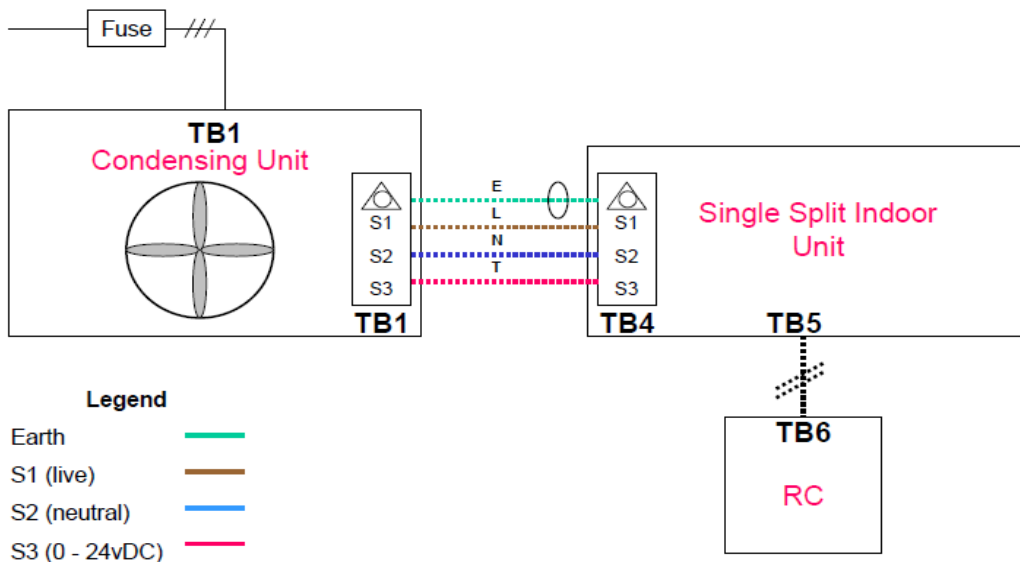 Fuse
TB1
Condensing Unit
S1
S2
S3
TB1
E
L
N
T
S1
S2
S3
TB4
Single Split Indoor
Unit
TB5
TB6
RC
Legend
Earth
S1 (live)
S2 (neutral)
S3 (0 - 24vDC)